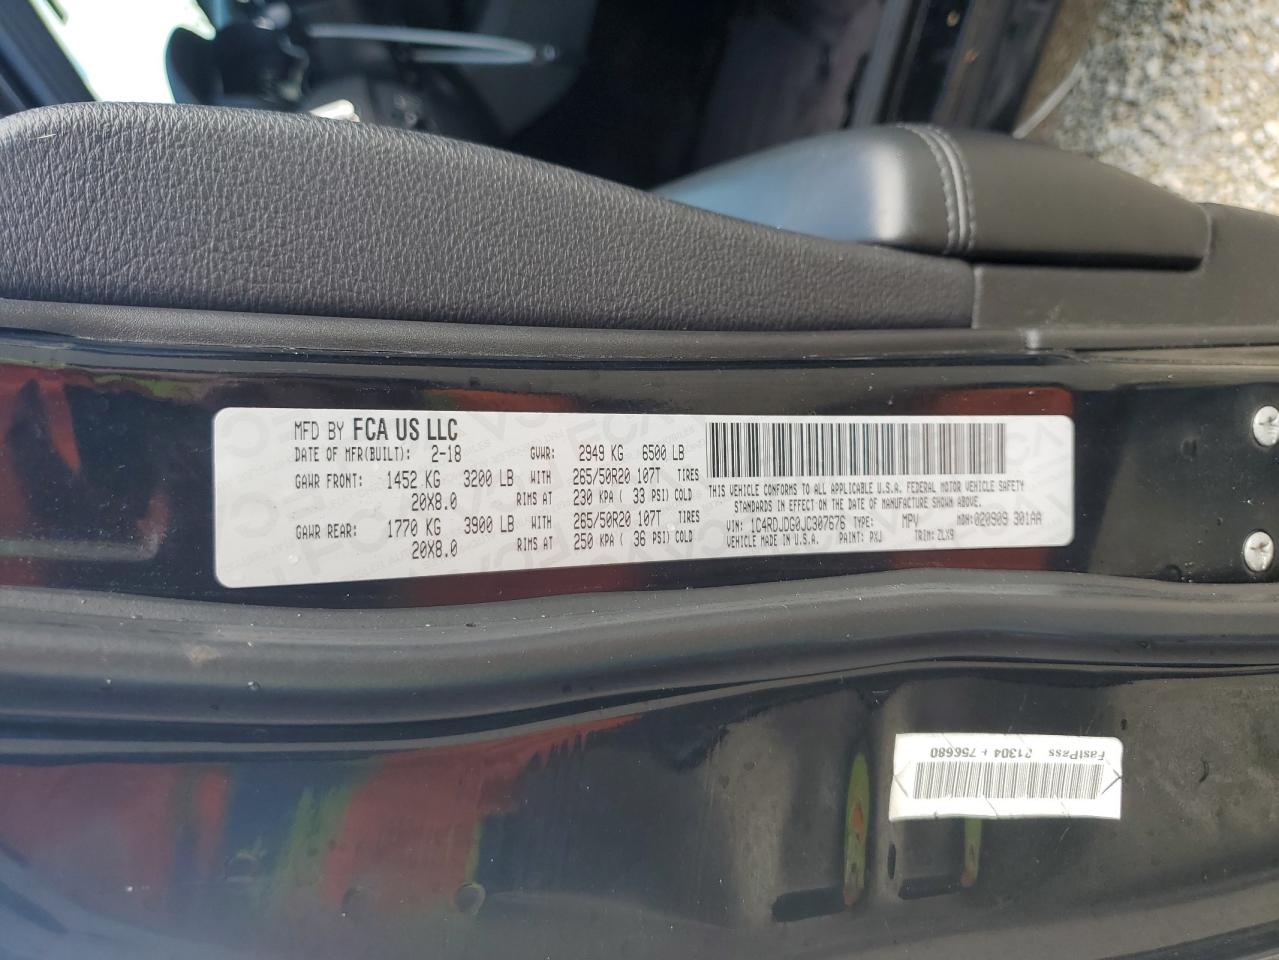 MFD BY FCA US LLC
DATE OF MFR(BUILT): 2-18 GVWR: 2949 KG 6500 LB
GAWR FRONT: 1452 KG 3200 LB WITH 265/50R20 107T TIRES
20X8.0 RIMS AT 230 KPA ( 33 PSI) COLD
GAWR REAR: 1770 KG 3900 LB WITH 265/50R20 107T TIRES
20X8.0 RIMS AT 250 KPA ( 36 PSI) COLD
THIS VEHICLE CONFORMS TO ALL APPLICABLE U.S.A. FEDERAL MOTOR VEHICLE SAFETY
STANDARDS IN EFFECT ON THE DATE OF MANUFACTURE SHOWN ABOVE.
VIN: 1C4RDJDG0JC307676 TYPE: MPV MDH: 020909 301AA
VEHICLE MADE IN U.S.A. PAINT: PXJ TRIM: ZLX9
FastPass 756680